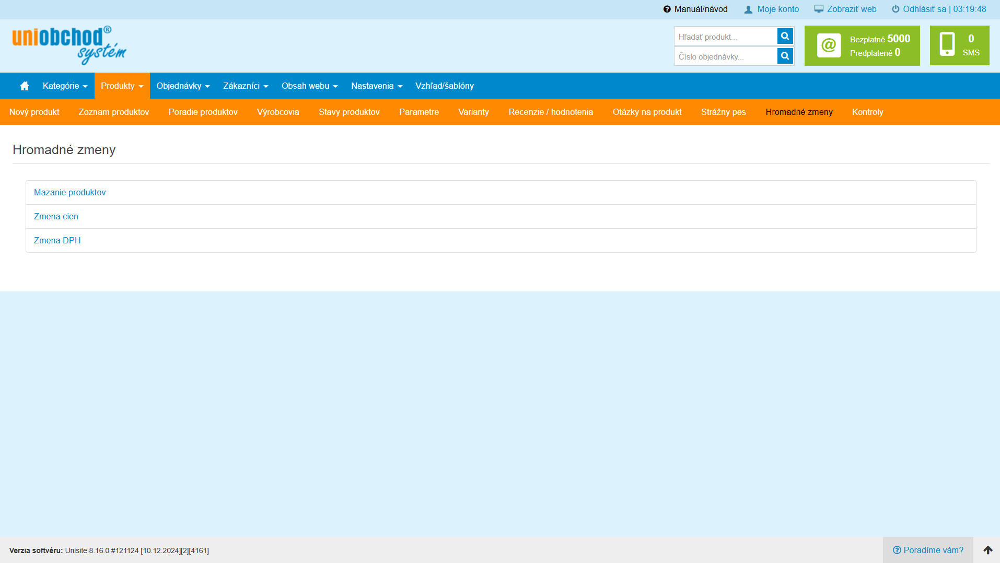 Manuál/návod Moje konto Zobraziť web Odhlásiť sa | 03:19:48
uniobchod® systém
Hľadať produkt...
Číslo objednávky...
@ Bezplatné 5000
Predplatené 0
0
SMS
Kategórie Produkty Objednávky Zákazníci Obsah webu Nastavenia Vzhľad/šablóny
Nový produkt Zoznam produktov Poradie produktov Výrobcovia Stavy produktov Parametre Varianty Recenzie / hodnotenia Otázky na produkt Strážny pes Hromadné zmeny Kontroly
Hromadné zmeny
Mazanie produktov
Zmena cien
Zmena DPH
Verzia softvéru: Unisite 8.16.0 #121124 [10.12.2024][2][4161]
Poradíme vám?